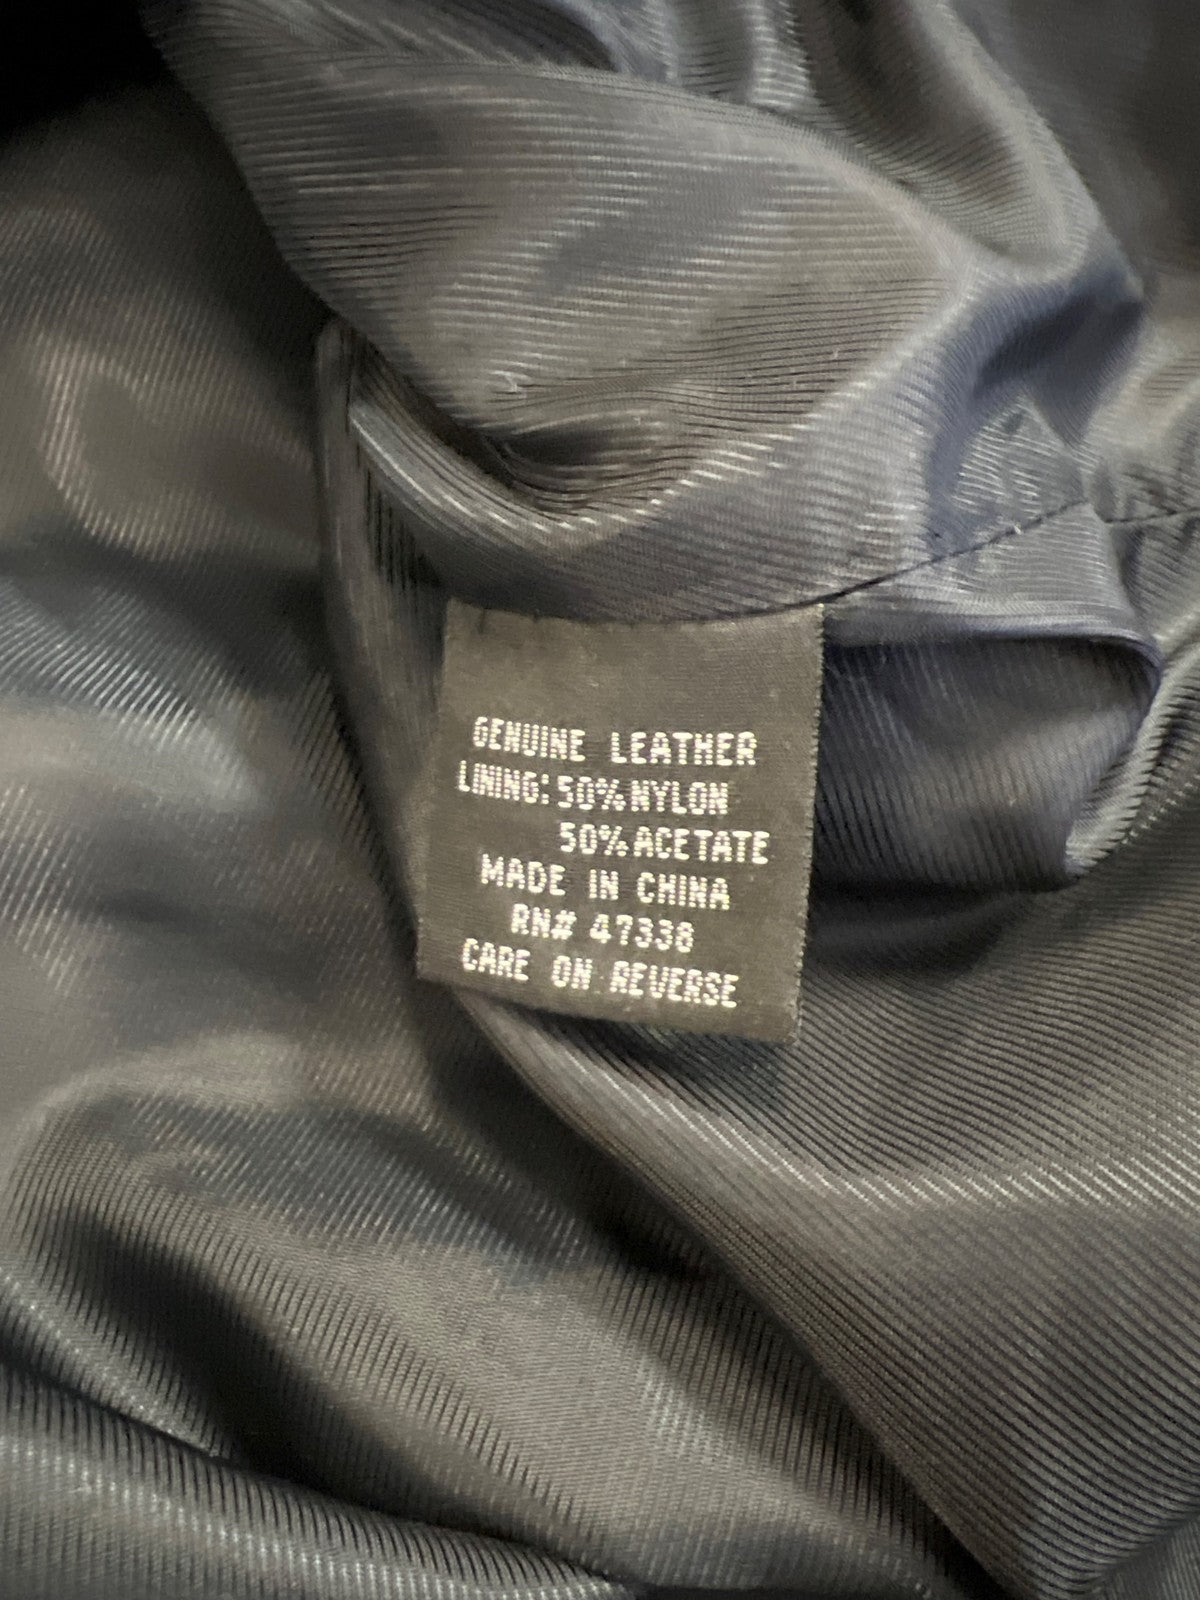 GENUINE LEATHER
LINING: 50% NYLON
50% ACETATE
MADE IN CHINA
RN# 47338
CARE ON REVERSE